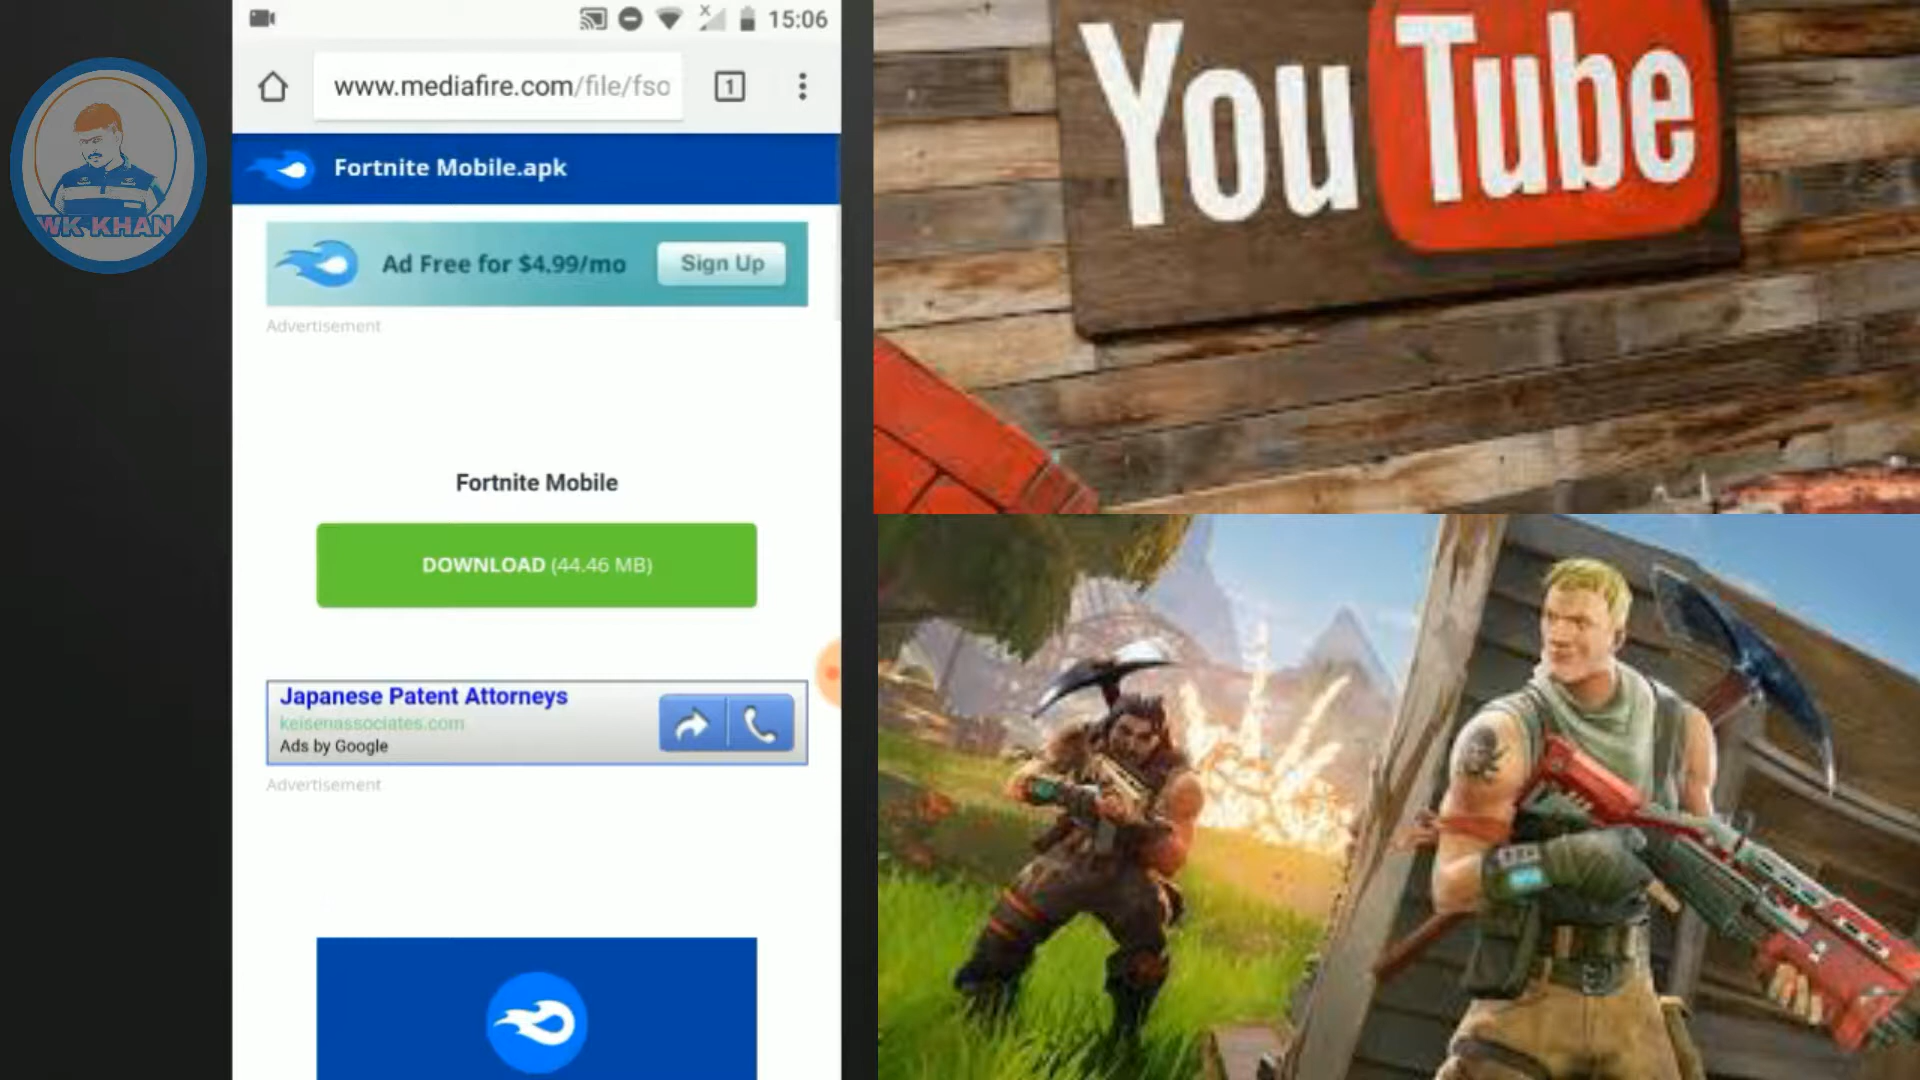 15:06
www.mediafire.com/file/fso
1
Fortnite Mobile.apk
Ad Free for $4.99/mo
Sign Up
Advertisement
Fortnite Mobile
DOWNLOAD (44.46 MB)
Japanese Patent Attorneys
keisenassociates.com
Ads by Google
Advertisement
WK KHAN
YouTube